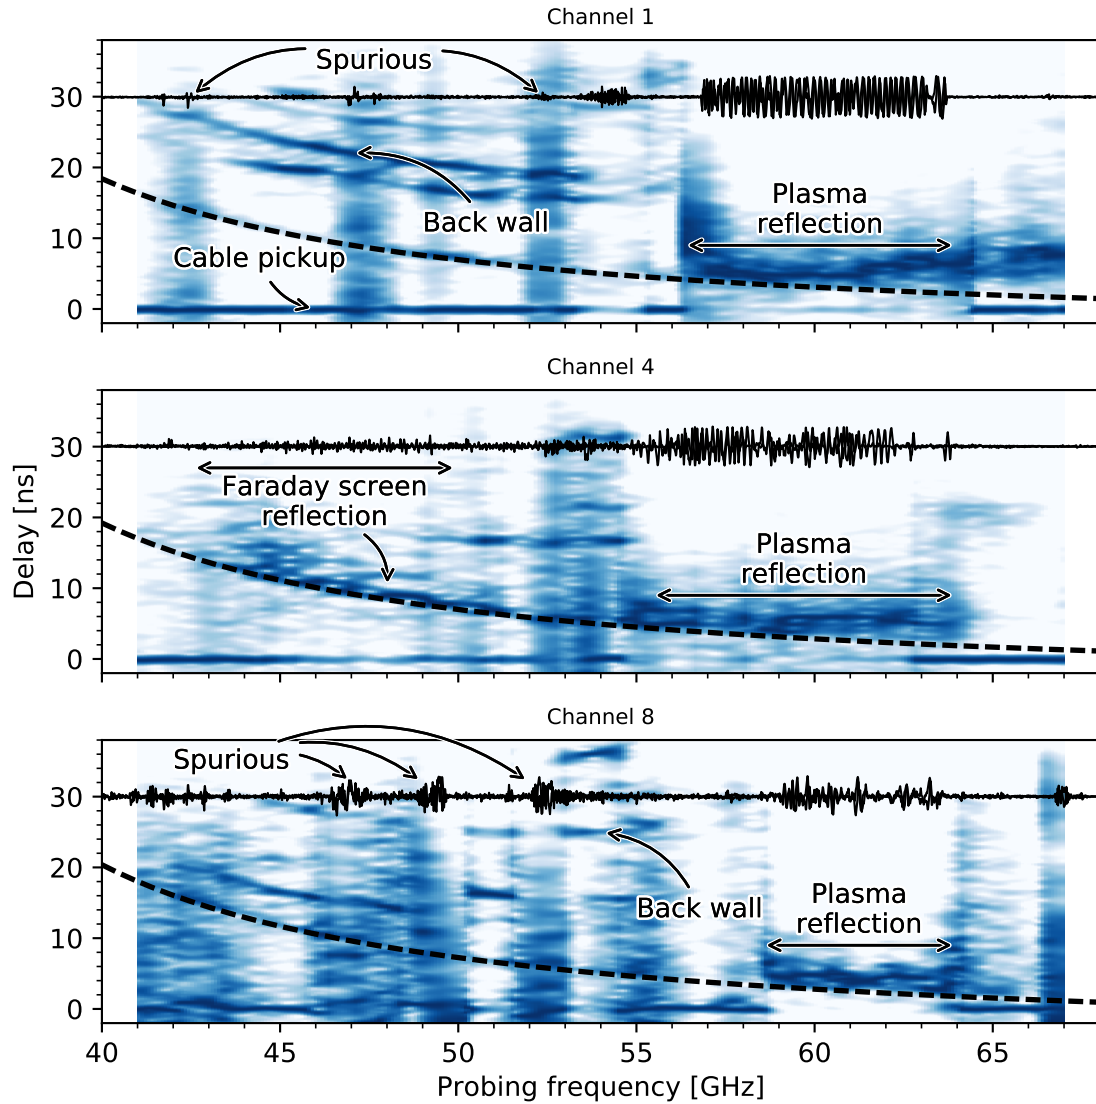 Channel 1
Spurious
Back wall
Plasma
reflection
Cable pickup
30
20
10
0
Channel 4
Faraday screen
reflection
Plasma
reflection
30
20
10
0
Delay [ns]
Channel 8
Spurious
Back wall
Plasma
reflection
30
20
10
0
40 45 50 55 60 65
Probing frequency [GHz]